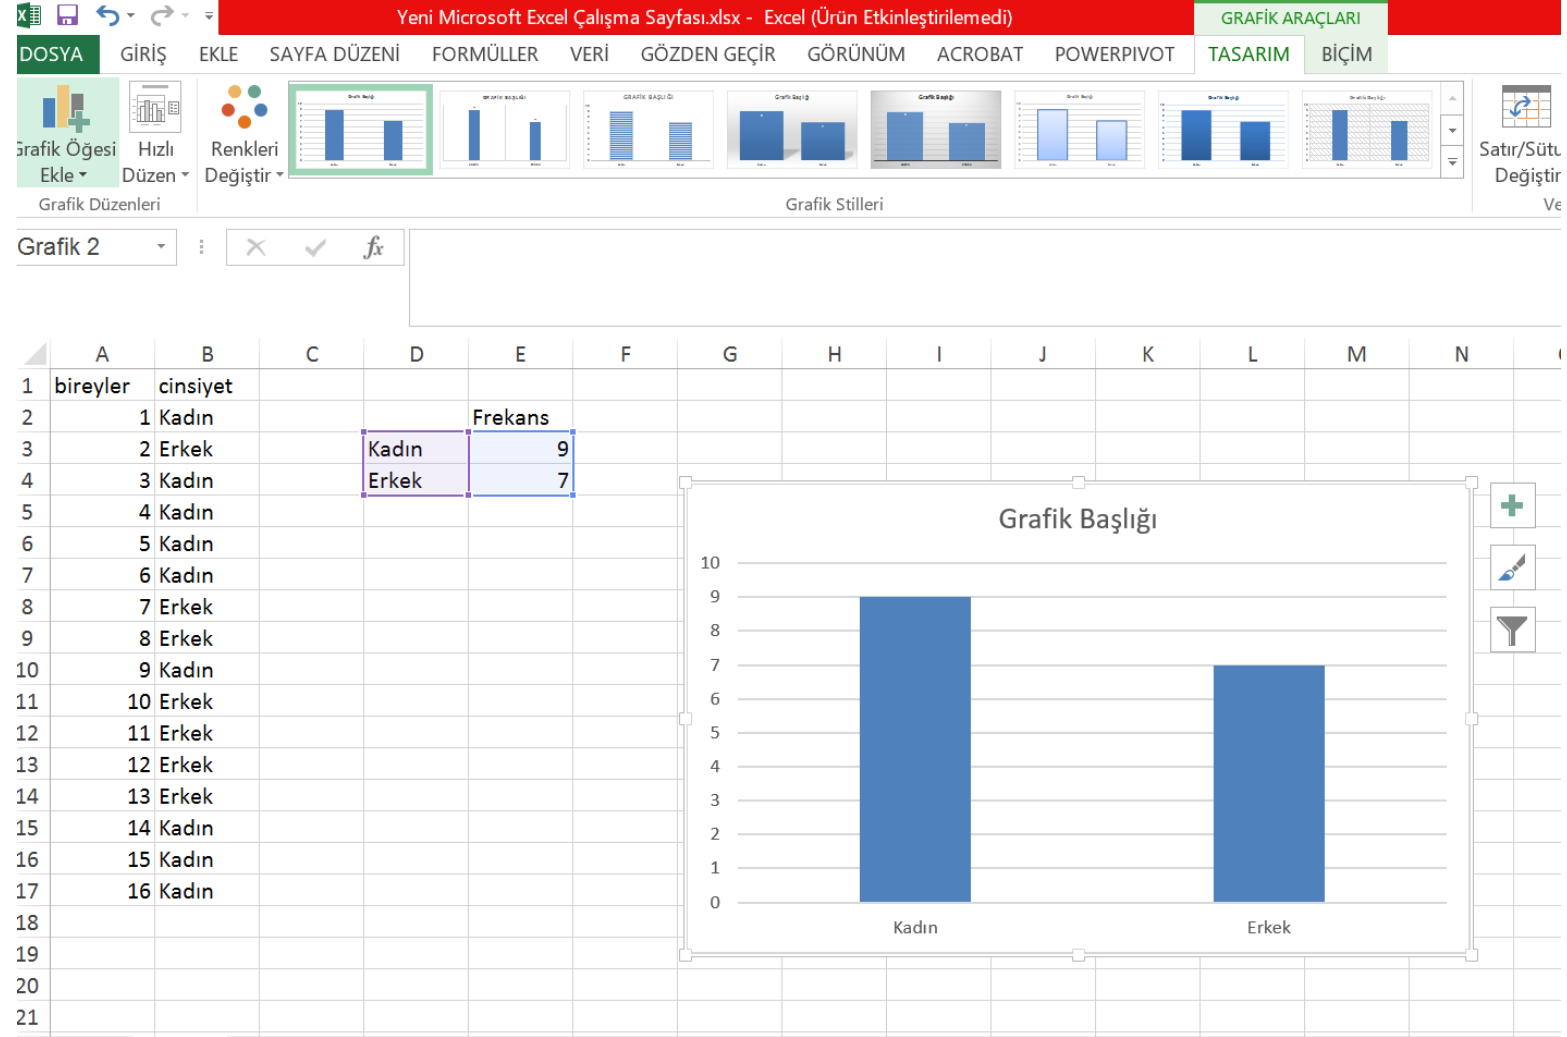 Yeni Microsoft Excel Çalışma Sayfası.xlsx - Excel (Ürün Etkinleştirilemedi)
GRAFİK ARAÇLARI
DOSYA GİRİŞ EKLE SAYFA DÜZENİ FORMÜLLER VERİ GÖZDEN GEÇİR GÖRÜNÜM ACROBAT POWERPIVOT TASARIM BİÇİM
Grafik Öğesi Ekle
Hızlı Düzen
Renkleri Değiştir
Satır/Sütu
Değiştir
Grafik Düzenleri
Grafik Stilleri
Ve
Grafik 2
fx
A B C D E F G H I J K L M N
1 bireyler cinsiyet
2 1 Kadın Frekans
3 2 Erkek Kadın 9
4 3 Kadın Erkek 7
5 4 Kadın
6 5 Kadın
7 6 Kadın
8 7 Erkek
9 8 Erkek
10 9 Kadın
11 10 Erkek
12 11 Erkek
13 12 Erkek
14 13 Erkek
15 14 Kadın
16 15 Kadın
17 16 Kadın
18
19
20
21
Grafik Başlığı
10
9
8
7
6
5
4
3
2
1
0
Kadın Erkek